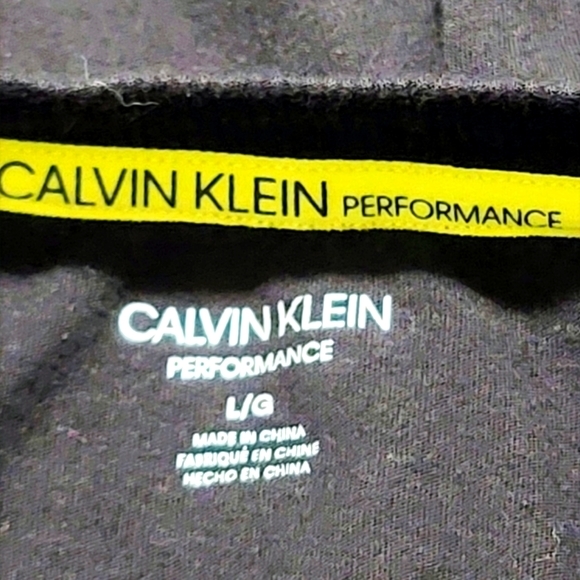 CALVIN KLEIN PERFORMANCE
CALVIN KLEIN
PERFORMANCE
L/G
MADE IN CHINA
FABRIQUÉ EN CHINE
HECHO EN CHINA